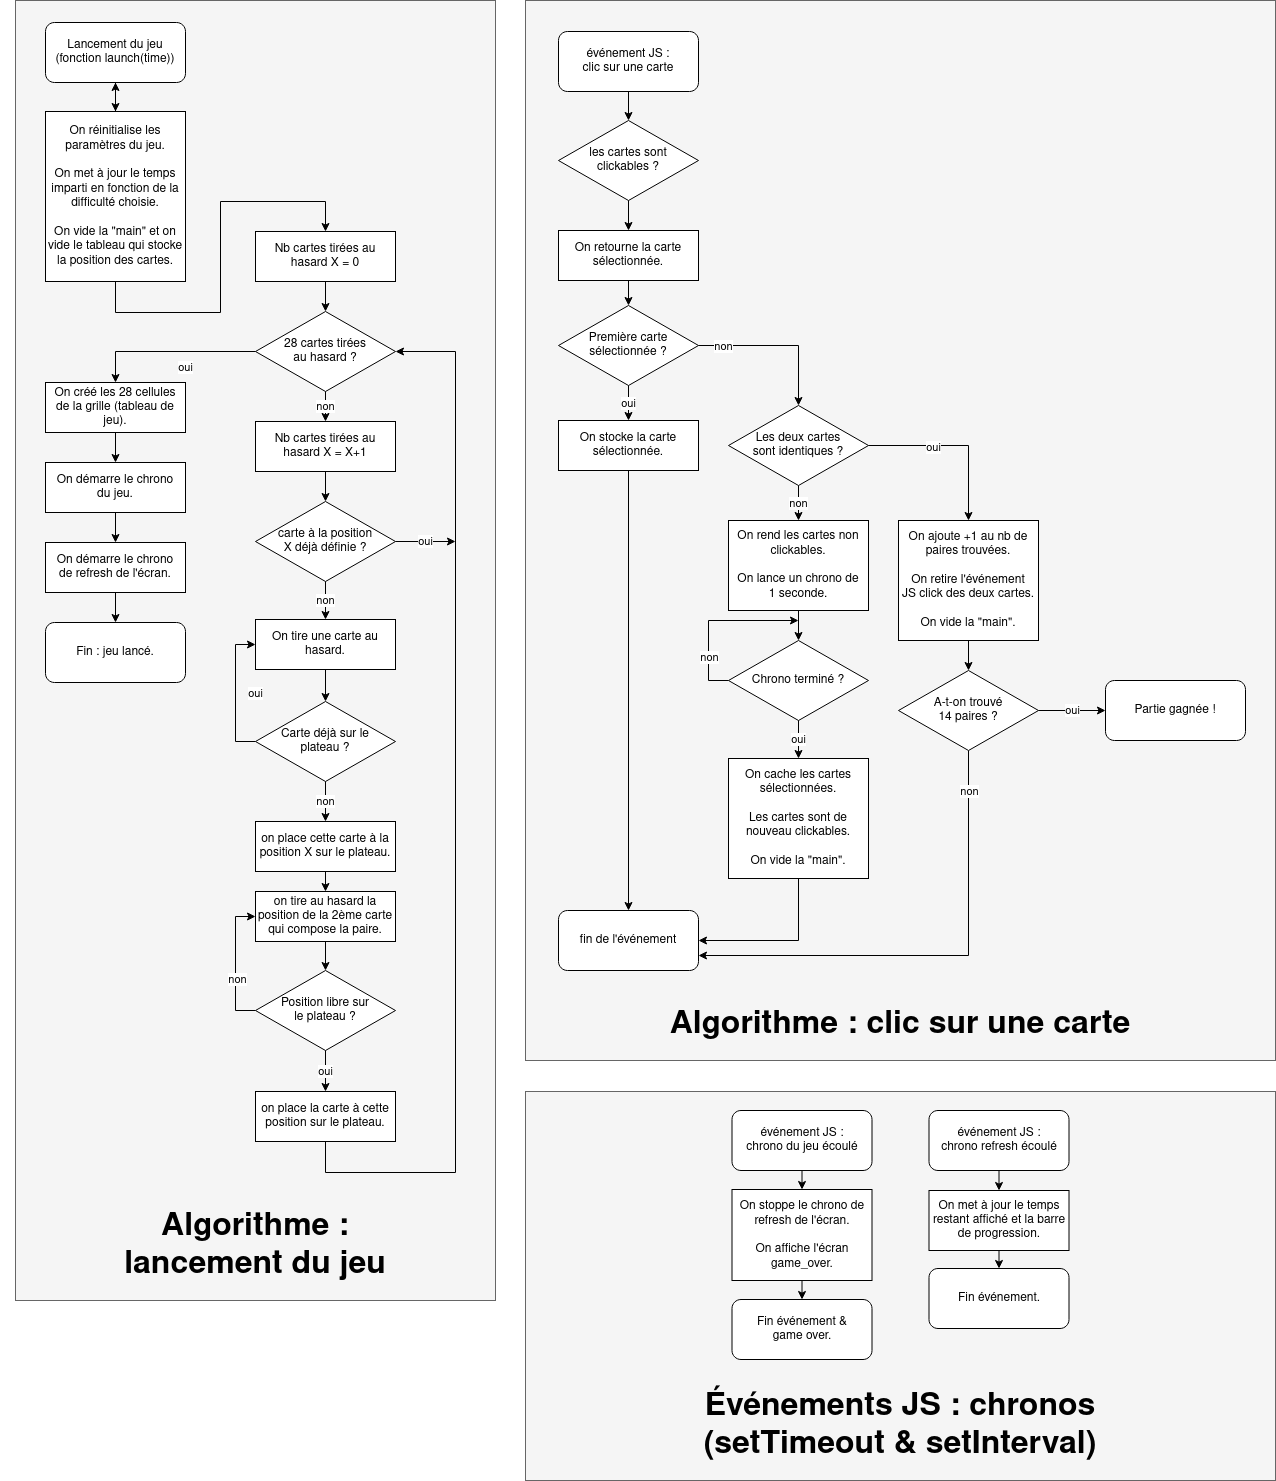 Lancement du jeu
(fonction launch(time))
On réinitialise les
paramètres du jeu.
On met à jour le temps
imparti en fonction de la
difficulté choisie.
On vide la "main" et on
vide le tableau qui stocke
la position des cartes.
Nb cartes tirées au
hasard X = 0
28 cartes tirées
au hasard ?
oui
non
On créé les 28 cellules
de la grille (tableau de
jeu).
On démarre le chrono
du jeu.
On démarre le chrono
de refresh de l'écran.
Fin : jeu lancé.
Nb cartes tirées au
hasard X = X+1
carte à la position
X déjà définie ?
oui
non
On tire une carte au
hasard.
oui
Carte déjà sur le
plateau ?
non
on place cette carte à la
position X sur le plateau.
on tire au hasard la
position de la 2ème carte
qui compose la paire.
non
Position libre sur
le plateau ?
oui
on place la carte à cette
position sur le plateau.
Algorithme :
lancement du jeu
événement JS :
clic sur une carte
les cartes sont
clickables ?
On retourne la carte
sélectionnée.
Première carte
sélectionnée ?
non
oui
On stocke la carte
sélectionnée.
Les deux cartes
sont identiques ?
oui
non
On rend les cartes non
clickables.
On lance un chrono de
1 seconde.
On ajoute +1 au nb de
paires trouvées.
On retire l'événement
JS click des deux cartes.
On vide la "main".
non
Chrono terminé ?
oui
A-t-on trouvé
14 paires ?
oui
Partie gagnée !
non
On cache les cartes
sélectionnées.
Les cartes sont de
nouveau clickables.
On vide la "main".
fin de l'événement
Algorithme : clic sur une carte
événement JS :
chrono du jeu écoulé
On stoppe le chrono de
refresh de l'écran.
On affiche l'écran
game_over.
Fin événement &
game over.
événement JS :
chrono refresh écoulé
On met à jour le temps
restant affiché et la barre
de progression.
Fin événement.
Événements JS : chronos
(setTimeout & setInterval)